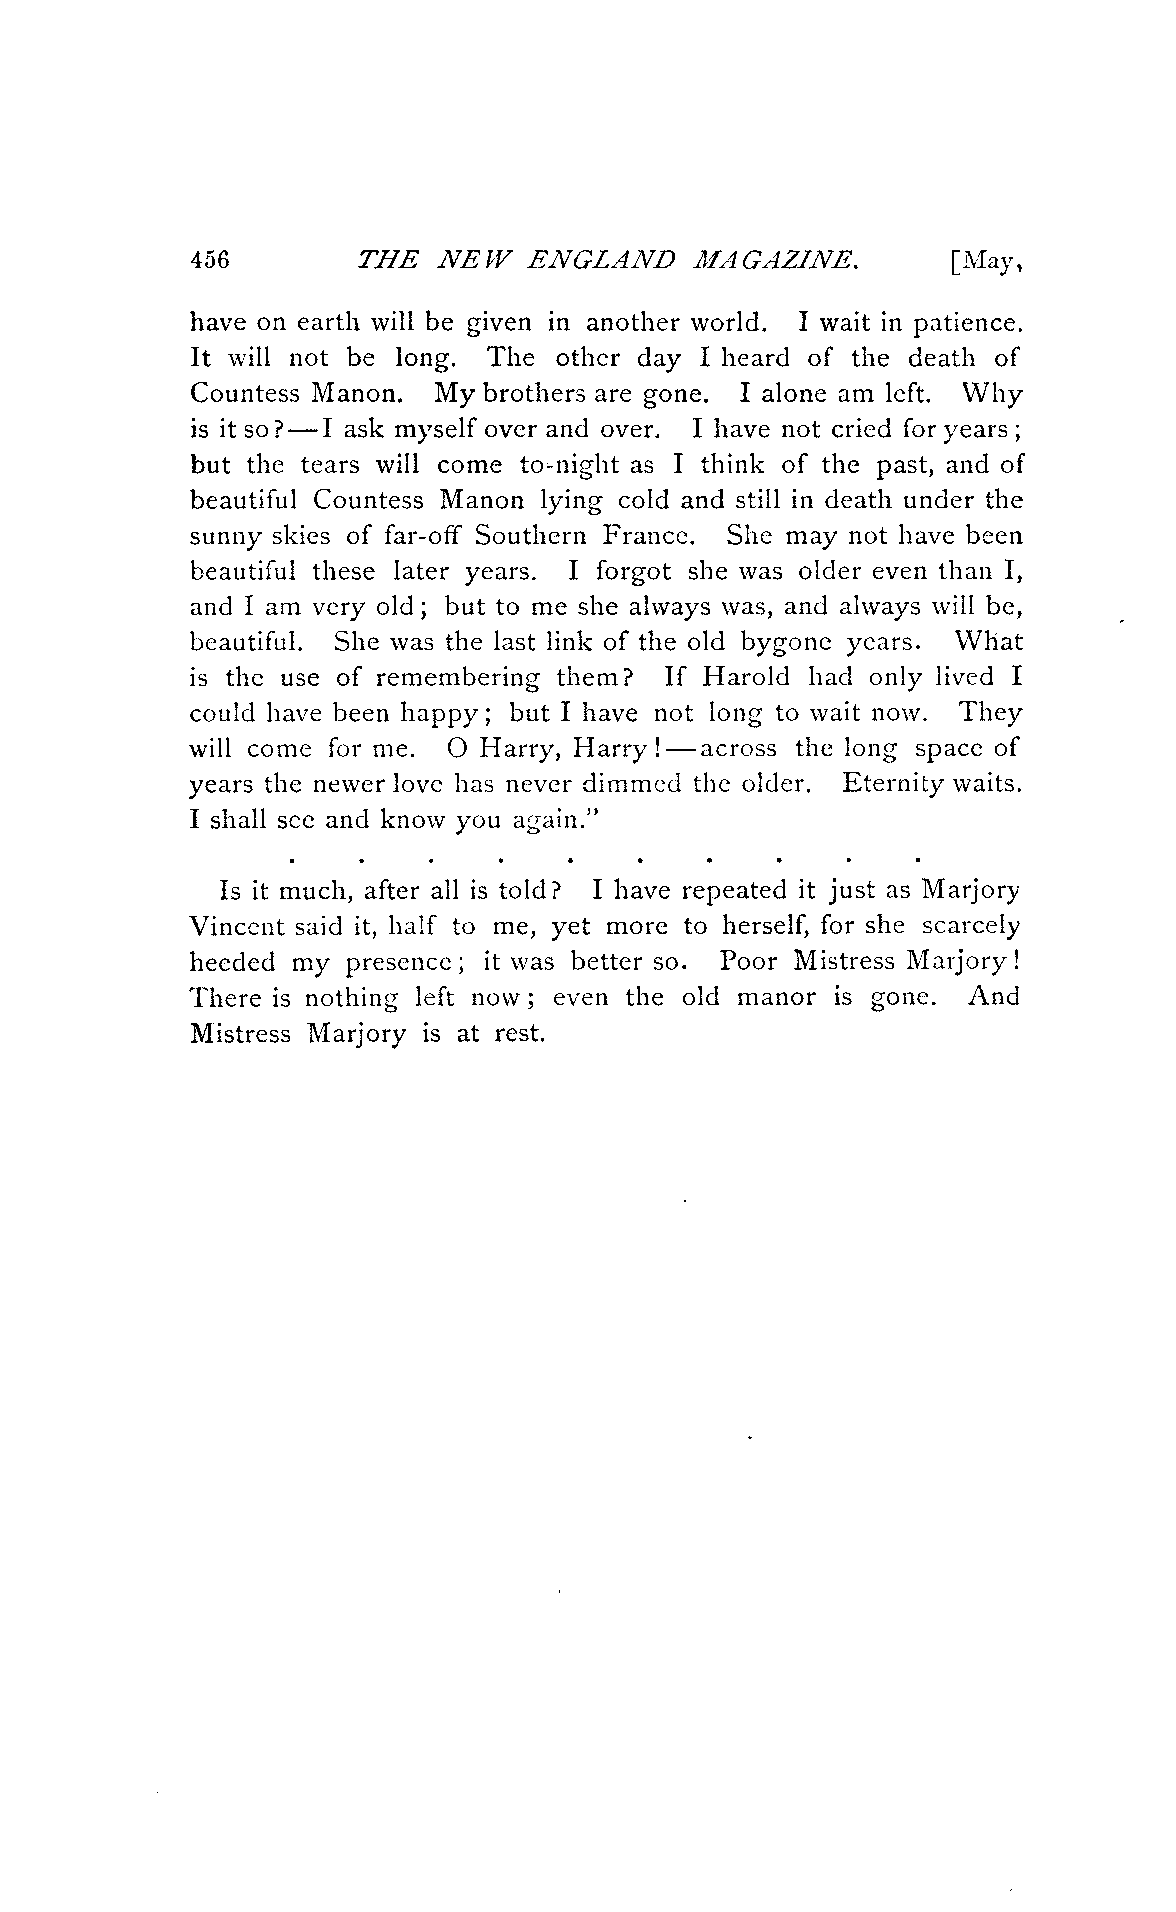 456 THE NEW ENGLAND MAGAZINE. [May,
have on earth will be given in another world. I wait in patience.
It will not be long. The other day I heard of the death of
Countess Manon. My brothers are gone. I alone am left. Why
is it so?—I ask myself over and over. I have not cried for years;
but the tears will come to-night as I think of the past, and of
beautiful Countess Manon lying cold and still in death under the
sunny skies of far-off Southern France. She may not have been
beautiful these later years. I forgot she was older even than I,
and I am very old; but to me she always was, and always will be,
beautiful. She was the last link of the old bygone years. What
is the use of remembering them? If Harold had only lived I
could have been happy; but I have not long to wait now. They
will come for me. O Harry, Harry!—across the long space of
years the newer love has never dimmed the older. Eternity waits.
I shall see and know you again."
. . . . . . . . . .
Is it much, after all is told? I have repeated it just as Marjory
Vincent said it, half to me, yet more to herself, for she scarcely
heeded my presence; it was better so. Poor Mistress Marjory!
There is nothing left now; even the old manor is gone. And
Mistress Marjory is at rest.